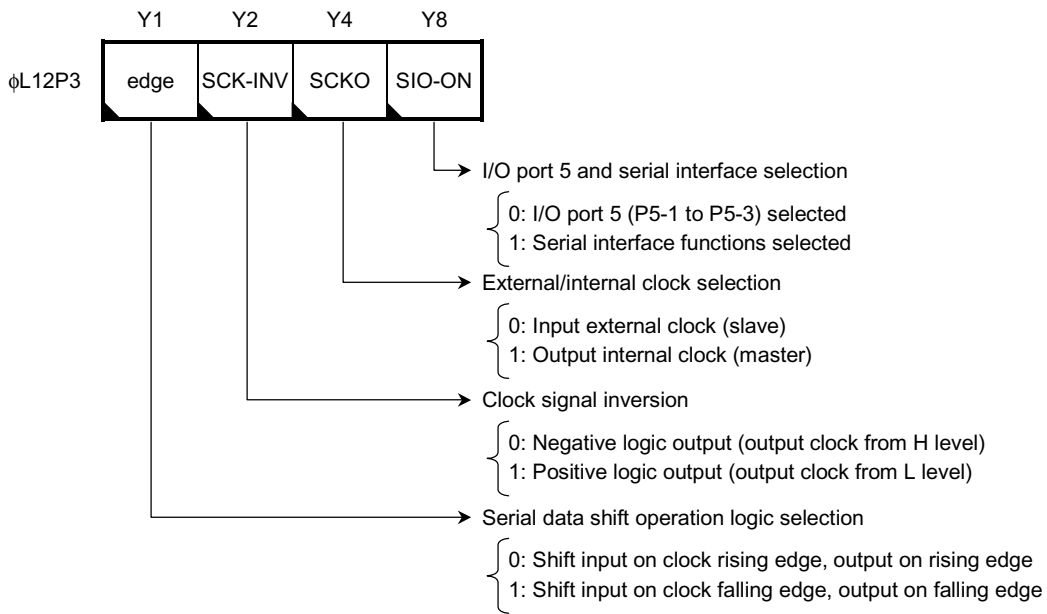 Y1 Y2 Y4 Y8
ϕL12P3 edge SCK-INV SCKO SIO-ON
I/O port 5 and serial interface selection
0: I/O port 5 (P5-1 to P5-3) selected
1: Serial interface functions selected
External/internal clock selection
0: Input external clock (slave)
1: Output internal clock (master)
Clock signal inversion
0: Negative logic output (output clock from H level)
1: Positive logic output (output clock from L level)
Serial data shift operation logic selection
0: Shift input on clock rising edge, output on rising edge
1: Shift input on clock falling edge, output on falling edge